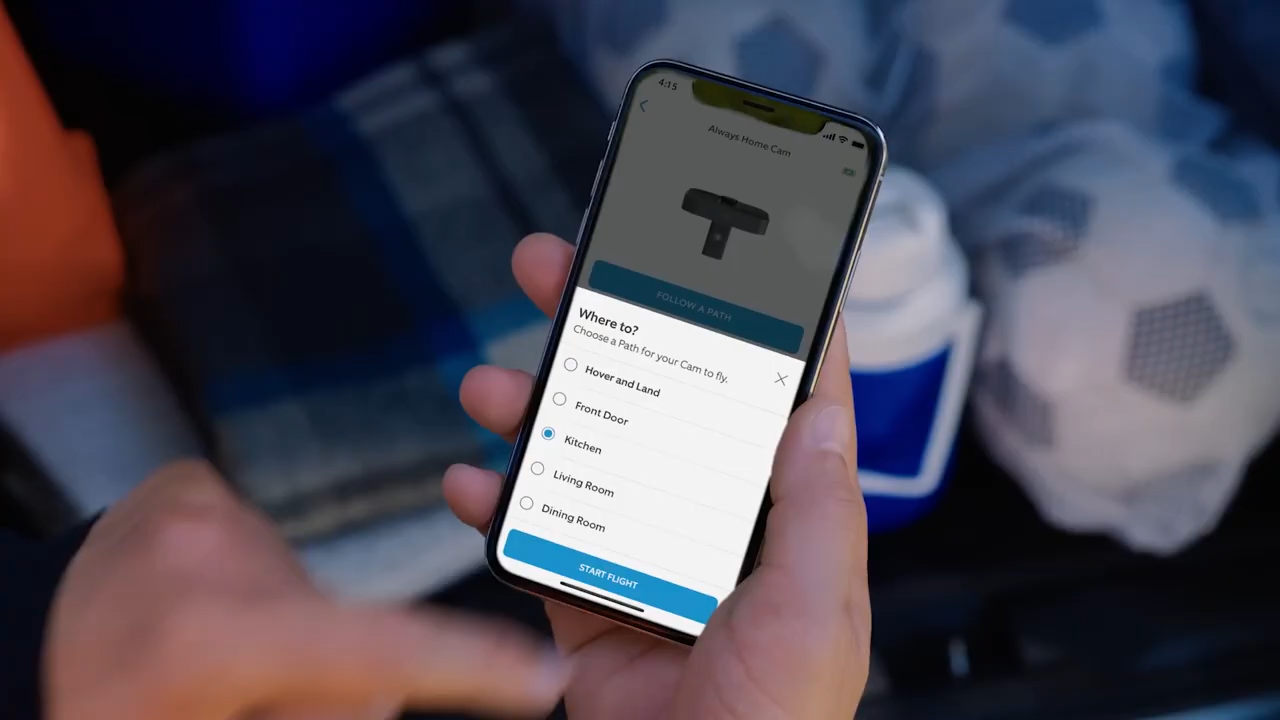 4:15
Always Home Cam
FOLLOW A PATH
Where to?
Choose a Path for your Cam to fly.
Hover and Land
Front Door
Kitchen
Living Room
Dining Room
START FLIGHT